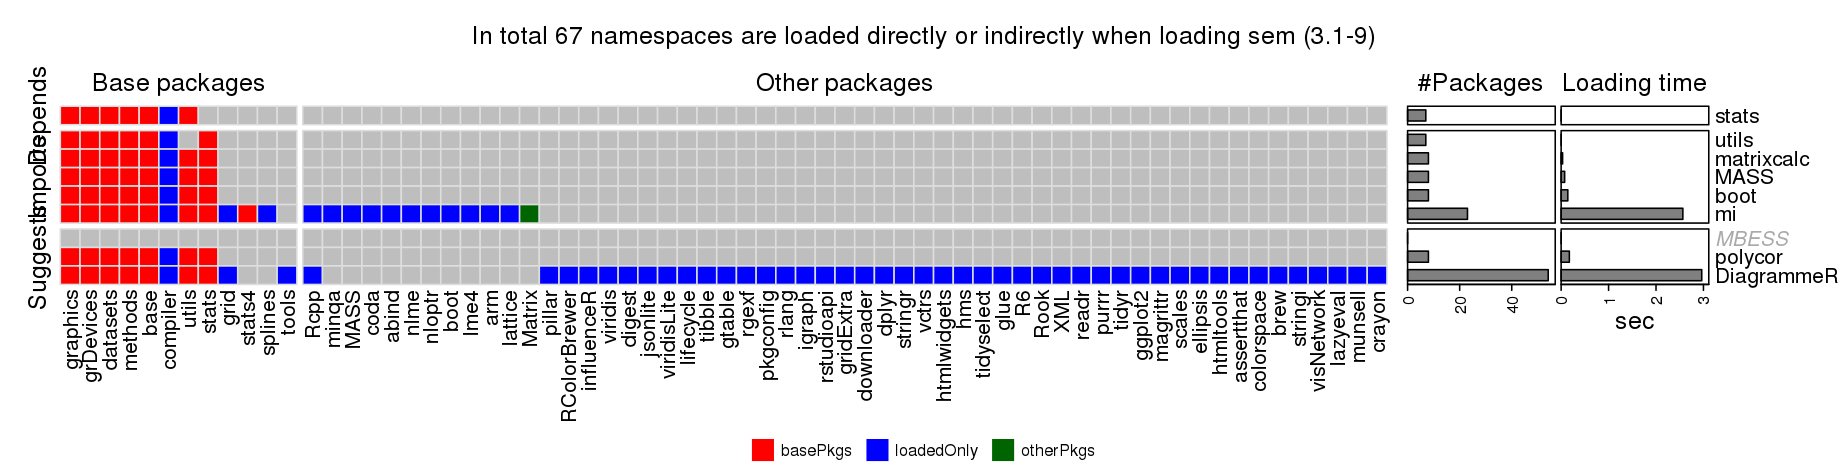 In total 67 namespaces are loaded directly or indirectly when loading sem (3.1-9)
Base packages
Other packages
#Packages
Loading time
Depends
Imports
Suggests
stats
utils
matrixcalc
MASS
boot
mi
MBESS
polycor
DiagrammeR
graphics
grDevices
datasets
methods
base
compiler
utils
stats
grid
stats4
splines
tools
Rcpp
minqa
MASS
coda
abind
nlme
nloptr
boot
lme4
arm
lattice
Matrix
pillar
RColorBrewer
influenceR
viridis
digest
jsonlite
viridisLite
lifecycle
tibble
gtable
rgexf
pkgconfig
rlang
igraph
rstudioapi
gridExtra
downloader
dplyr
stringr
vctrs
htmlwidgets
hms
tidyselect
glue
R6
Rook
XML
readr
purrr
tidyr
ggplot2
magrittr
scales
ellipsis
htmltools
assertthat
colorspace
brew
stringi
visNetwork
lazyeval
munsell
crayon
0 20 40
0 1 2 3
sec
basePkgs loadedOnly otherPkgs